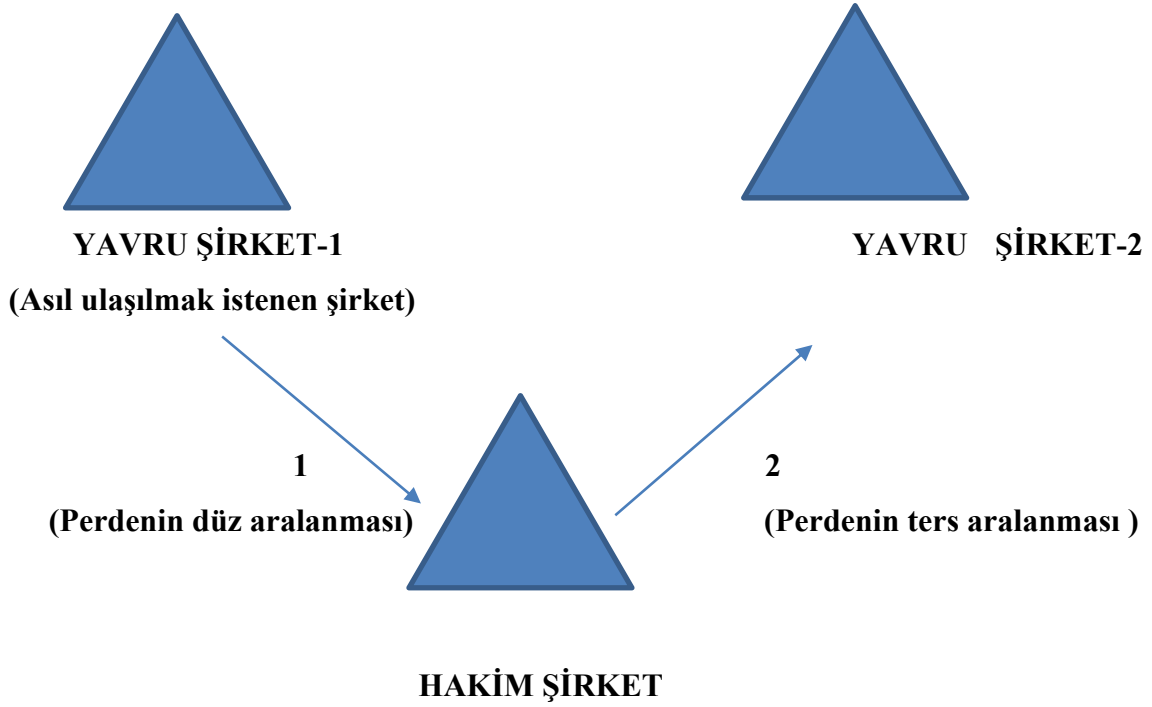 YAVRU ŞİRKET-1
YAVRU ŞİRKET-2
(Asıl ulaşılmak istenen şirket)
1
2
(Perdenin düz aralanması)
(Perdenin ters aralanması )
HAKİM ŞİRKET